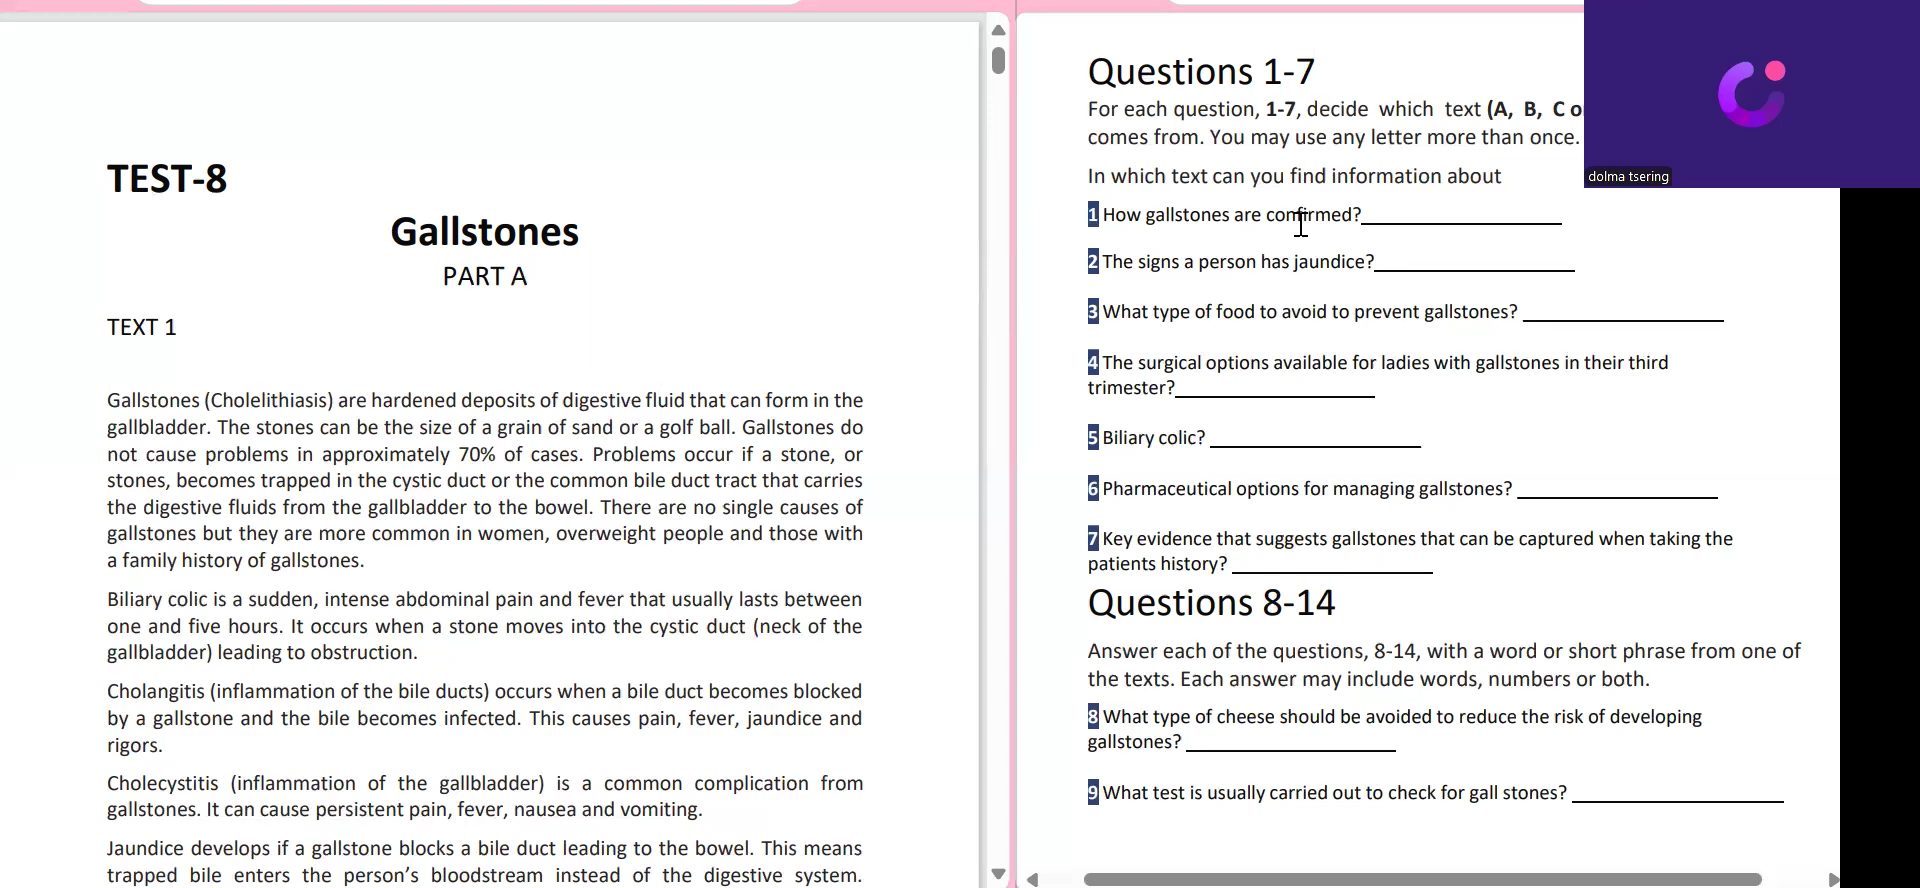 TEST-8
Gallstones
PART A
TEXT 1
Gallstones (Cholelithiasis) are hardened deposits of digestive fluid that can form in the
gallbladder. The stones can be the size of a grain of sand or a golf ball. Gallstones do
not cause problems in approximately 70% of cases. Problems occur if a stone, or
stones, becomes trapped in the cystic duct or the common bile duct tract that carries
the digestive fluids from the gallbladder to the bowel. There are no single causes of
gallstones but they are more common in women, overweight people and those with
a family history of gallstones.
Biliary colic is a sudden, intense abdominal pain and fever that usually lasts between
one and five hours. It occurs when a stone moves into the cystic duct (neck of the
gallbladder) leading to obstruction.
Cholangitis (inflammation of the bile ducts) occurs when a bile duct becomes blocked
by a gallstone and the bile becomes infected. This causes pain, fever, jaundice and
rigors.
Cholecystitis (inflammation of the gallbladder) is a common complication from
gallstones. It can cause persistent pain, fever, nausea and vomiting.
Jaundice develops if a gallstone blocks a bile duct leading to the bowel. This means
trapped bile enters the person's bloodstream instead of the digestive system.
Questions 1-7
For each question, 1-7, decide which text (A, B, C
comes from. You may use any letter more than once.
In which text can you find information about
1 How gallstones are confirmed?
2 The signs a person has jaundice?
3 What type of food to avoid to prevent gallstones?
4 The surgical options available for ladies with gallstones in their third
trimester?
5 Biliary colic?
6 Pharmaceutical options for managing gallstones?
7 Key evidence that suggests gallstones that can be captured when taking the
patients history?
Questions 8-14
Answer each of the questions, 8-14, with a word or short phrase from one of
the texts. Each answer may include words, numbers or both.
8 What type of cheese should be avoided to reduce the risk of developing
gallstones?
9 What test is usually carried out to check for gall stones?
dolma tsering